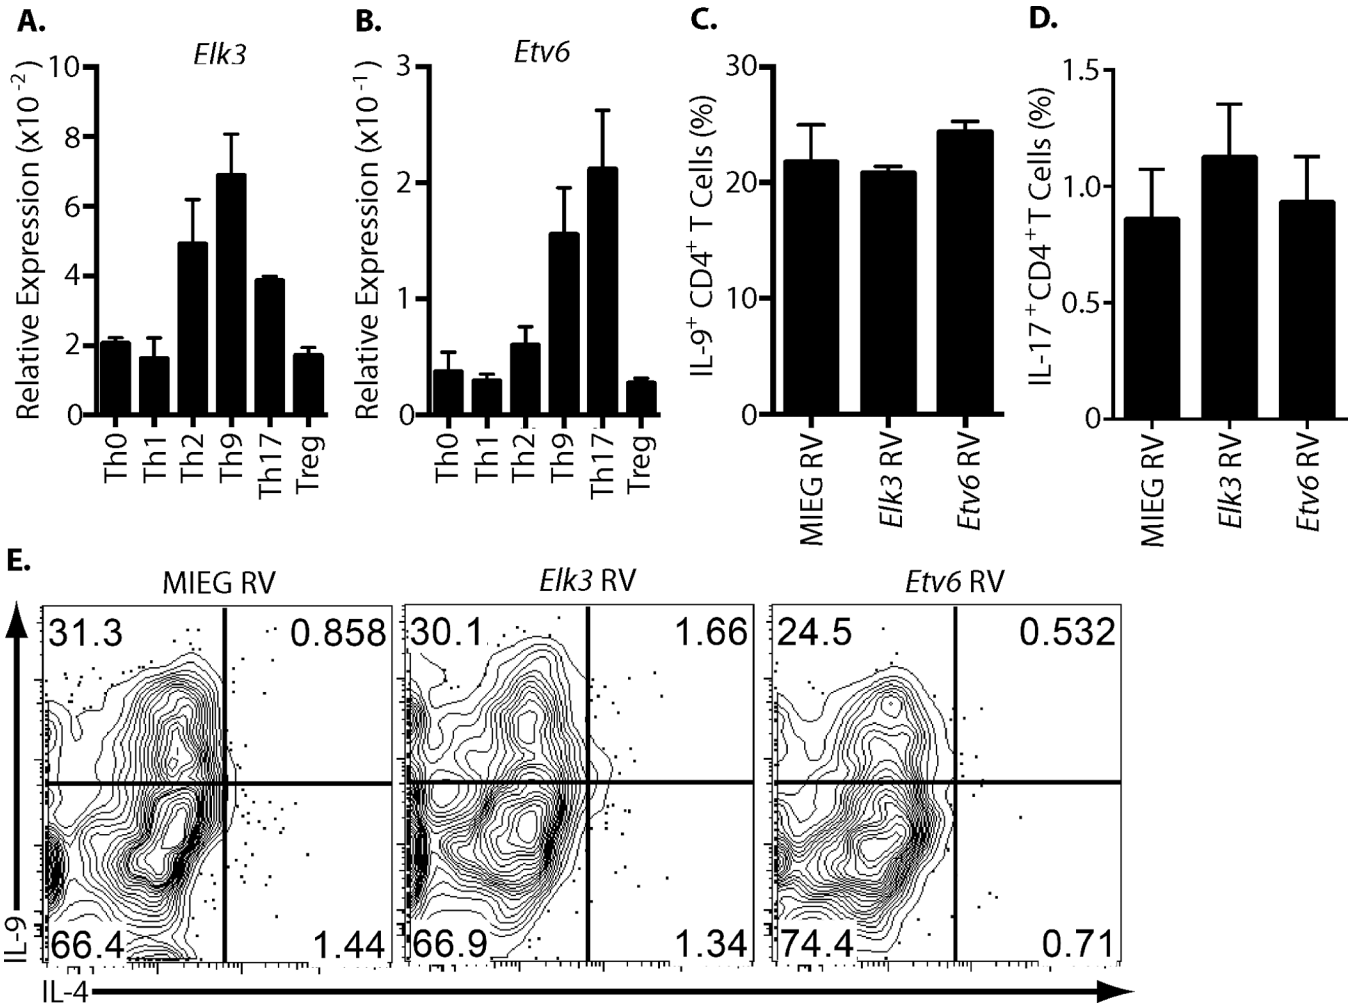 A.
Elk3
Relative Expression (x10⁻²)
10
8
6
4
2
0
Th0
Th1
Th2
Th9
Th17
Treg
B.
Etv6
Relative Expression (x10⁻¹)
3
2
1
0
Th0
Th1
Th2
Th9
Th17
Treg
C.
IL-9⁺ CD4⁺ T Cells (%)
30
20
10
0
MIEG RV
Elk3 RV
Etv6 RV
D.
IL-17⁺CD4⁺T Cells (%)
1.5
1.0
0.5
0
MIEG RV
Elk3 RV
Etv6 RV
E.
MIEG RV
31.3 0.858
66.4 1.44
Elk3 RV
30.1 1.66
66.9 1.34
Etv6 RV
24.5 0.532
74.4 0.71
IL-9
IL-4